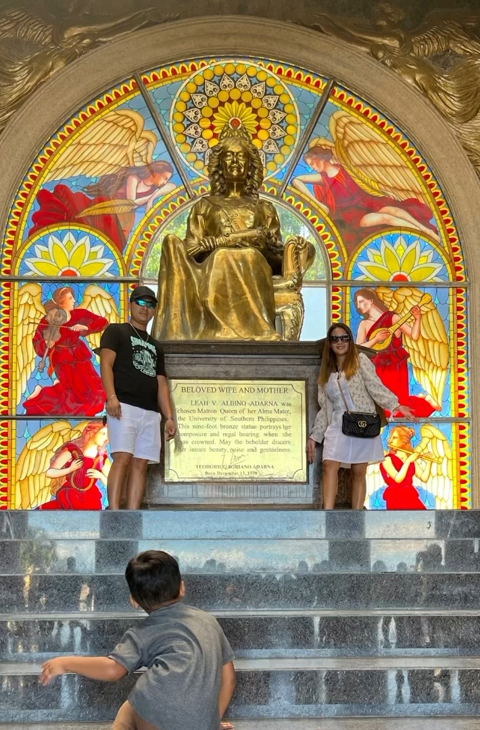 BELOVED WIFE AND MOTHER
LEAH V. ALBINO-ADARNA was
chosen Matron Queen of her Alma Mater,
the University of Southern Philippines.
This nine-foot bronze statue portrays her
composure and regal bearing when she
was crowned. May the beholder discern
her innate beauty, poise and gentleness.
TEODORICO SORIANO ADARNA
Born December 15, 1938